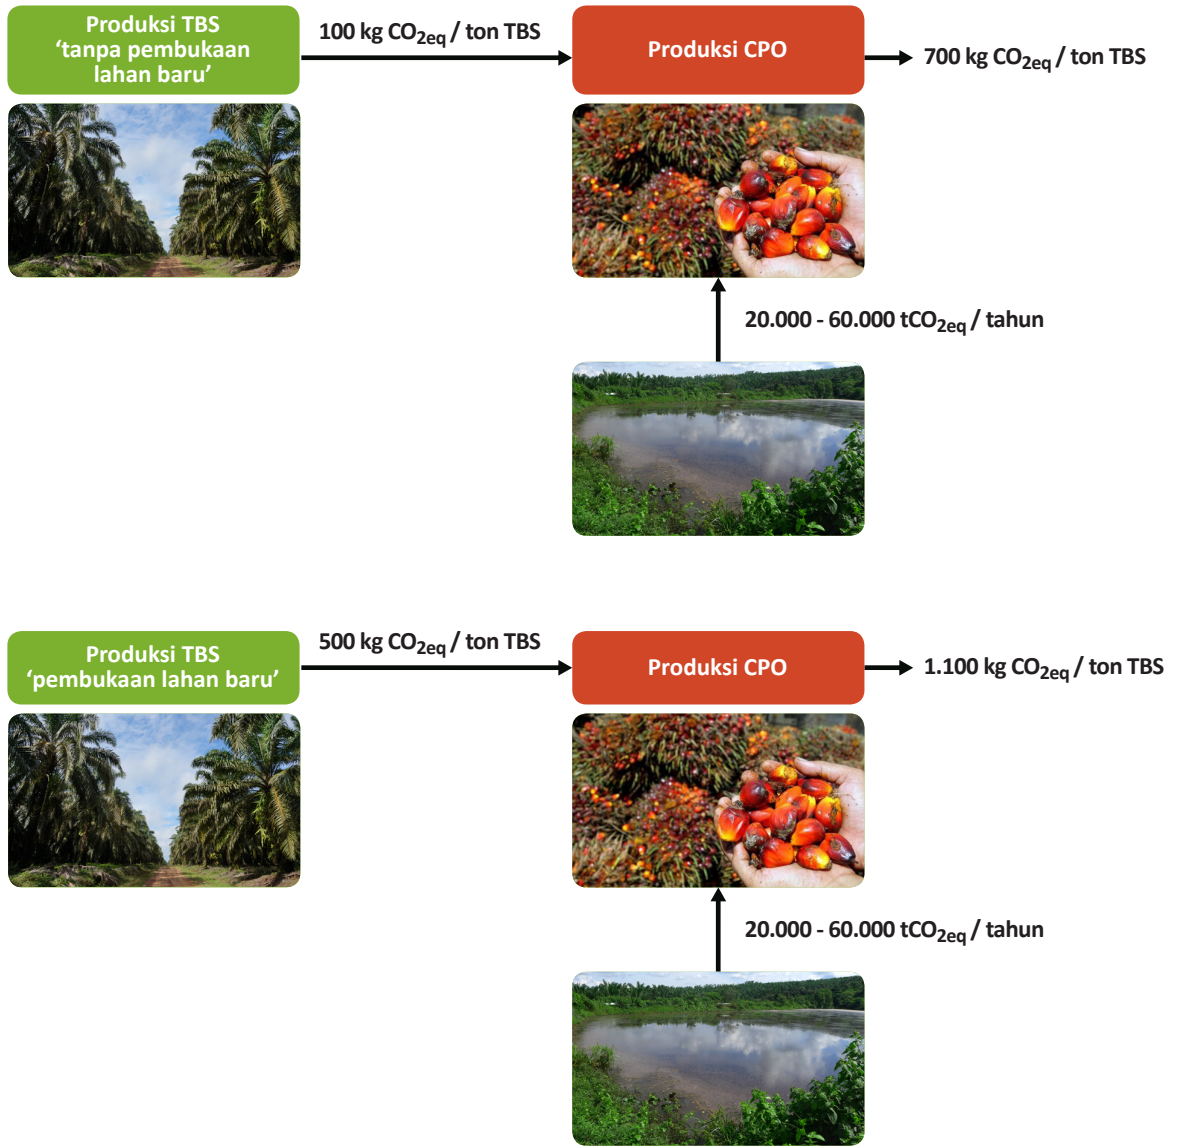 Produksi TBS
‘tanpa pembukaan
lahan baru’
100 kg CO2eq / ton TBS
Produksi CPO
700 kg CO2eq / ton TBS
20.000 - 60.000 tCO2eq / tahun
Produksi TBS
‘pembukaan lahan baru’
500 kg CO2eq / ton TBS
Produksi CPO
1.100 kg CO2eq / ton TBS
20.000 - 60.000 tCO2eq / tahun